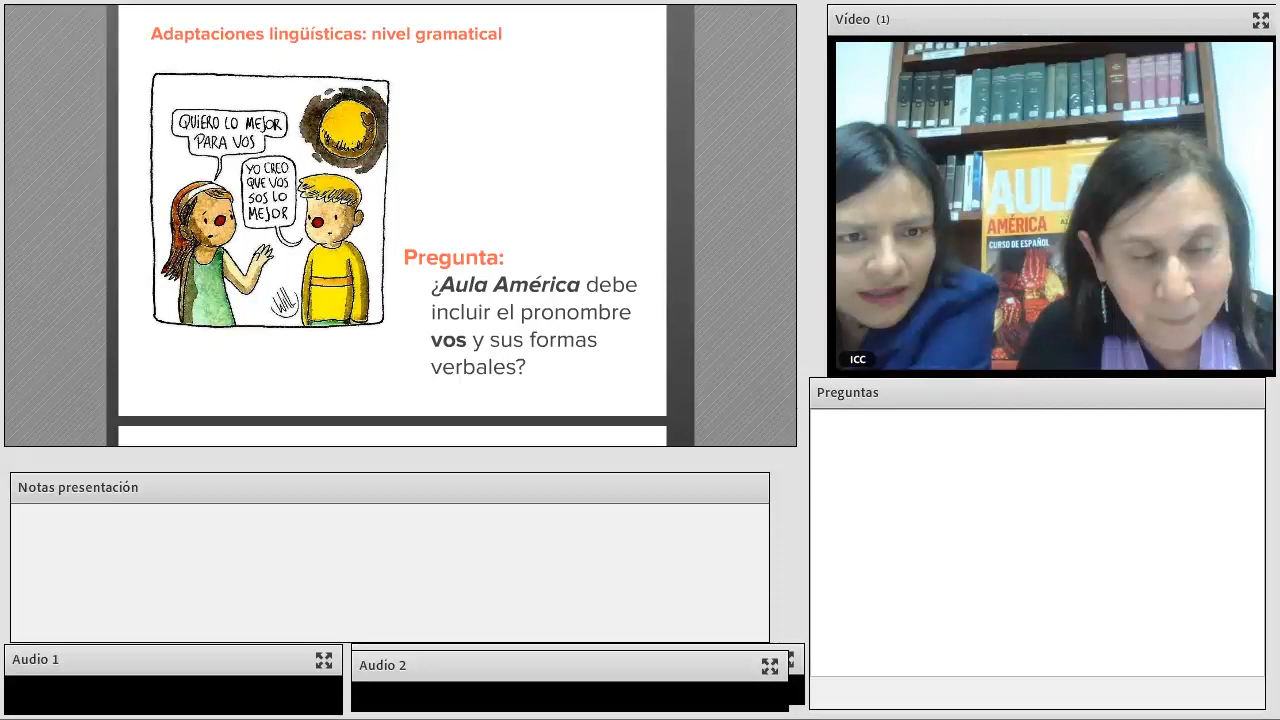 Adaptaciones lingüísticas: nivel gramatical
QUIERO LO MEJOR
PARA VOS
YO CREO
QUE VOS
SOS LO
MEJOR
Pregunta:
¿Aula América debe
incluir el pronombre
vos y sus formas
verbales?
Vídeo (1)
AULA
AMÉRICA
CURSO DE ESPAÑOL
ICC
Preguntas
Notas presentación
Audio 1
Audio 2